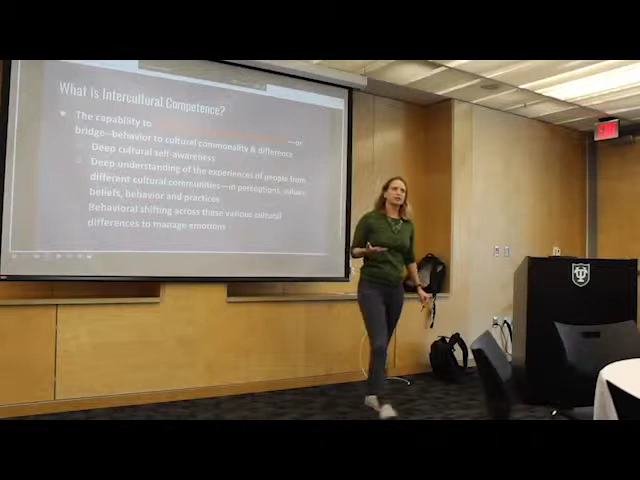 What Is Intercultural Competence?
The capability to —or
bridge–behavior to cultural commonality & difference
Deep cultural self-awareness
Deep understanding of the experiences of people from
different cultural communities—in perceptions, values
beliefs, behavior and practices
Behavioral shifting across these various cultural
differences to manage emotions
EXIT